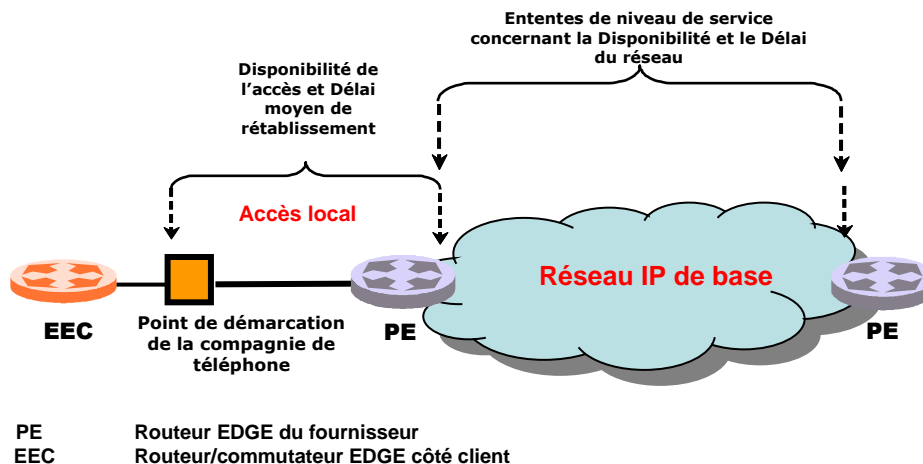 Ententes de niveau de service
concernant la Disponibilité et le Délai
du réseau
Disponibilité de
l'accès et Délai
moyen de
rétablissement
Accès local
Réseau IP de base
EEC
Point de démarcation
de la compagnie de
téléphone
PE
PE
PE Routeur EDGE du fournisseur
EEC Routeur/commutateur EDGE côté client